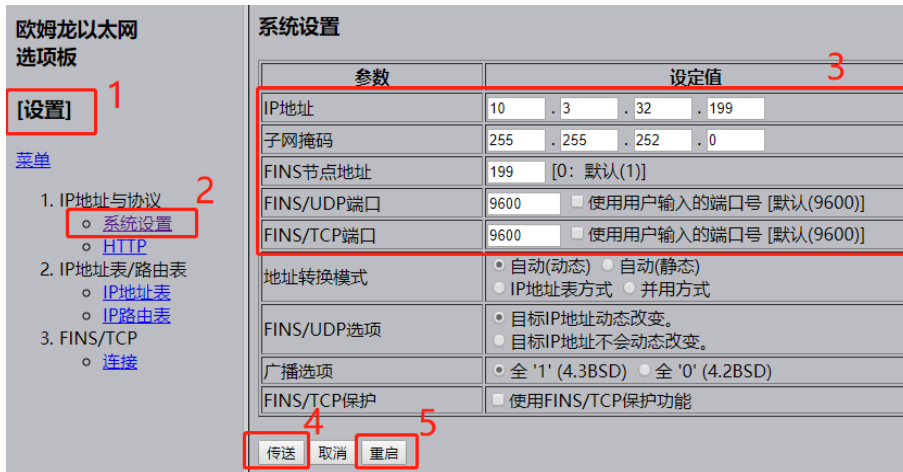 欧姆龙以太网
选项板
[设置]
1
菜单
1. IP地址与协议
系统设置
2
HTTP
2. IP地址表/路由表
IP地址表
IP路由表
3. FINS/TCP
连接
系统设置
参数 设定值
3
IP地址 10 . 3 . 32 . 199
子网掩码 255 . 255 . 252 . 0
FINS节点地址 199 [0: 默认(1)]
FINS/UDP端口 9600 使用用户输入的端口号 [默认(9600)]
FINS/TCP端口 9600 使用用户输入的端口号 [默认(9600)]
地址转换模式 自动(动态) 自动(静态)
IP地址表方式 并用方式
FINS/UDP选项 目标IP地址动态改变。
目标IP地址不会动态改变。
广播选项 全 '1' (4.3BSD) 全 '0' (4.2BSD)
FINS/TCP保护 使用FINS/TCP保护功能
4 5
传送 取消 重启